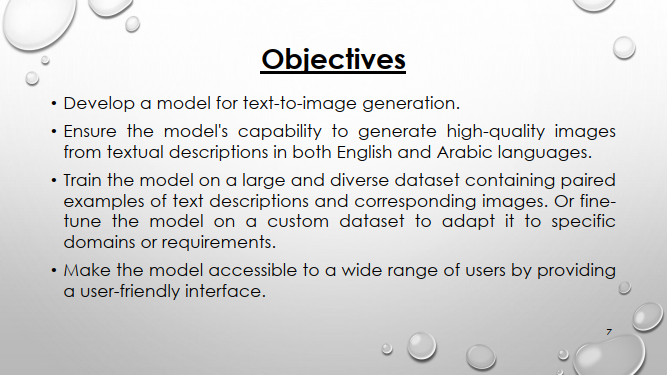 Objectives
• Develop a model for text-to-image generation.
• Ensure the model's capability to generate high-quality images
from textual descriptions in both English and Arabic languages.
• Train the model on a large and diverse dataset containing paired
examples of text descriptions and corresponding images. Or fine-
tune the model on a custom dataset to adapt it to specific
domains or requirements.
• Make the model accessible to a wide range of users by providing
a user-friendly interface.
7